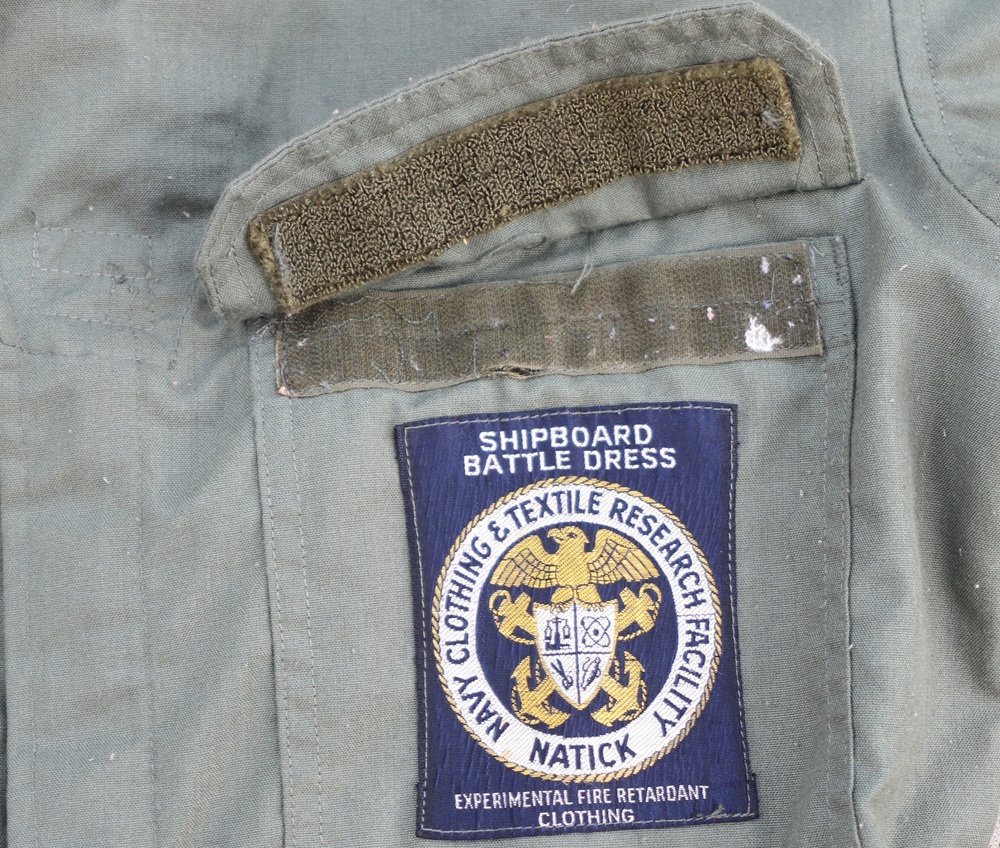 SHIPBOARD
BATTLE DRESS
NAVY CLOTHING & TEXTILE RESEARCH FACILITY
NATICK
EXPERIMENTAL FIRE RETARDANT
CLOTHING